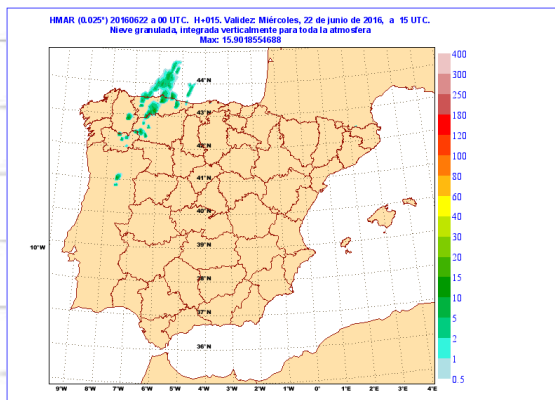 HMAR (0.025°) 20160622 a 00 UTC. H+015. Validez: Miércoles, 22 de junio de 2016, a 15 UTC.
Nieve granulada, integrada verticalmente para toda la atmosfera
Max: 15.9018554688
400
300
250
180
120
100
80
60
40
30
20
15
10
5
2
1
0.5
44°N
43°N
42°N
41°N
40°N
39°N
38°N
37°N
36°N
10°W
9°W 8°W 7°W 6°W 5°W 4°W 3°W 2°W 1°W 0° 1°E 2°E 3°E 4°E